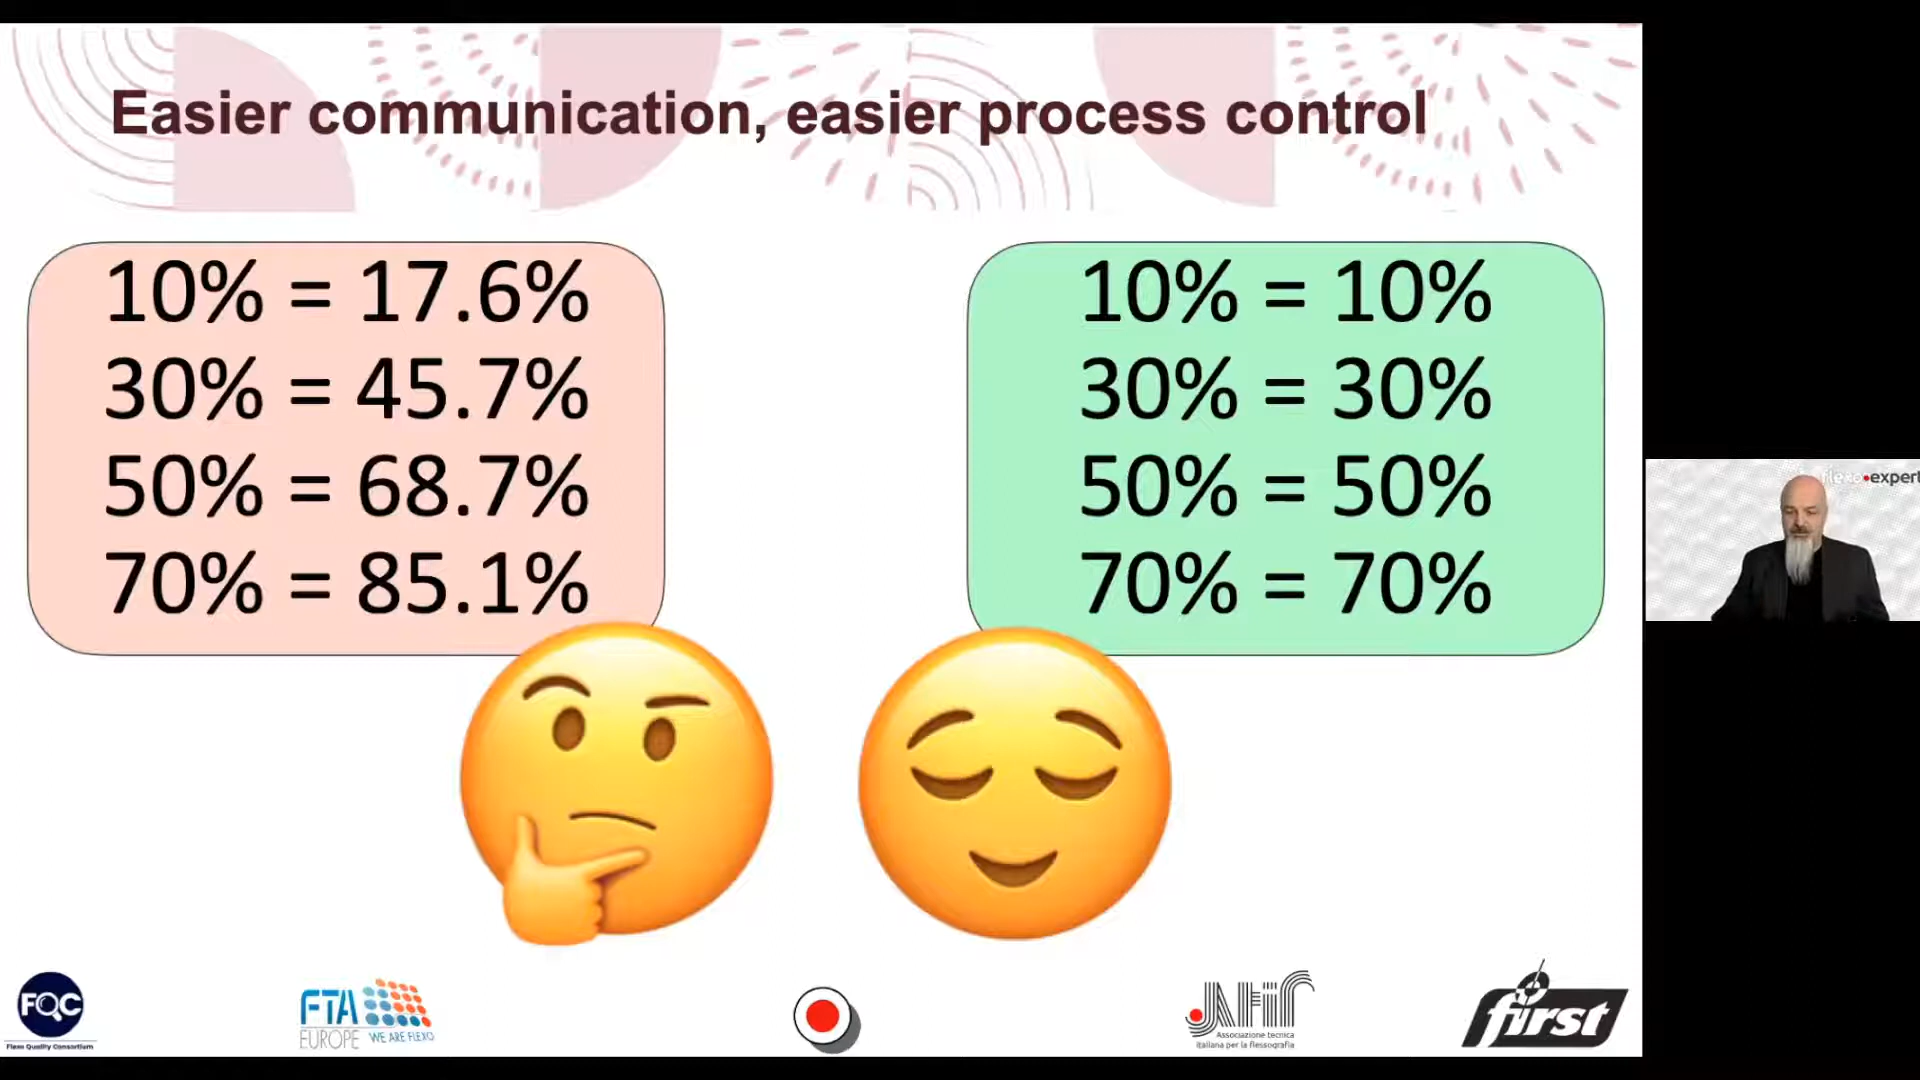 Easier communication, easier process control
10% = 17.6%
30% = 45.7%
50% = 68.7%
70% = 85.1%
10% = 10%
30% = 30%
50% = 50%
70% = 70%
expert
FQC
Flexo Quality Consortium
FTA
EUROPE
WE ARE FLEXO
Associazione tecnica
italiana per la flessografia
first